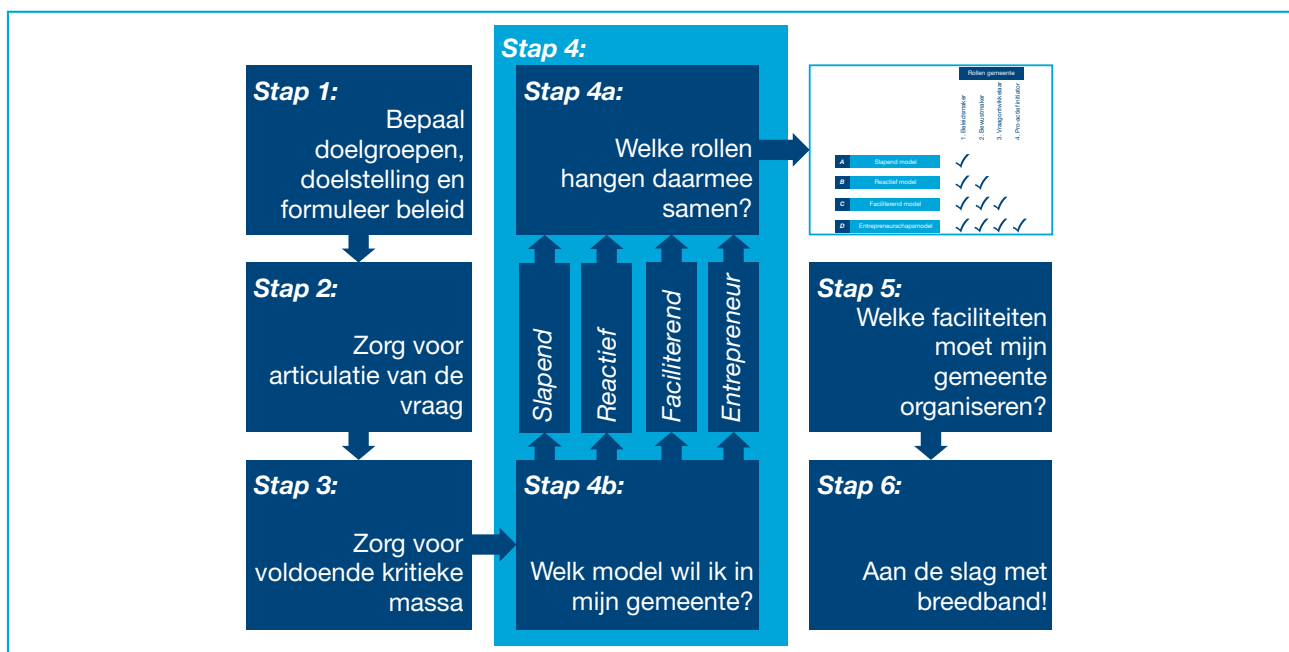 Stap 1:
Bepaal
doelgroepen,
doelstelling en
formuleer beleid
Stap 2:
Zorg voor
articulatie van de
vraag
Stap 3:
Zorg voor
voldoende kritieke
massa
Stap 4:
Stap 4a:
Welke rollen
hangen daarmee
samen?
Slapend
Reactief
Faciliterend
Entrepreneur
Stap 4b:
Welk model wil ik in
mijn gemeente?
Rollen gemeente
1. Beleidsmaker
2. Bewustmaker
3. Vraagontwikkelaar
4. Pro-actief initiator
A Slapend model
B Reactief model
C Faciliterend model
D Entrepreneurschapsmodel
Stap 5:
Welke faciliteiten
moet mijn
gemeente
organiseren?
Stap 6:
Aan de slag met
breedband!